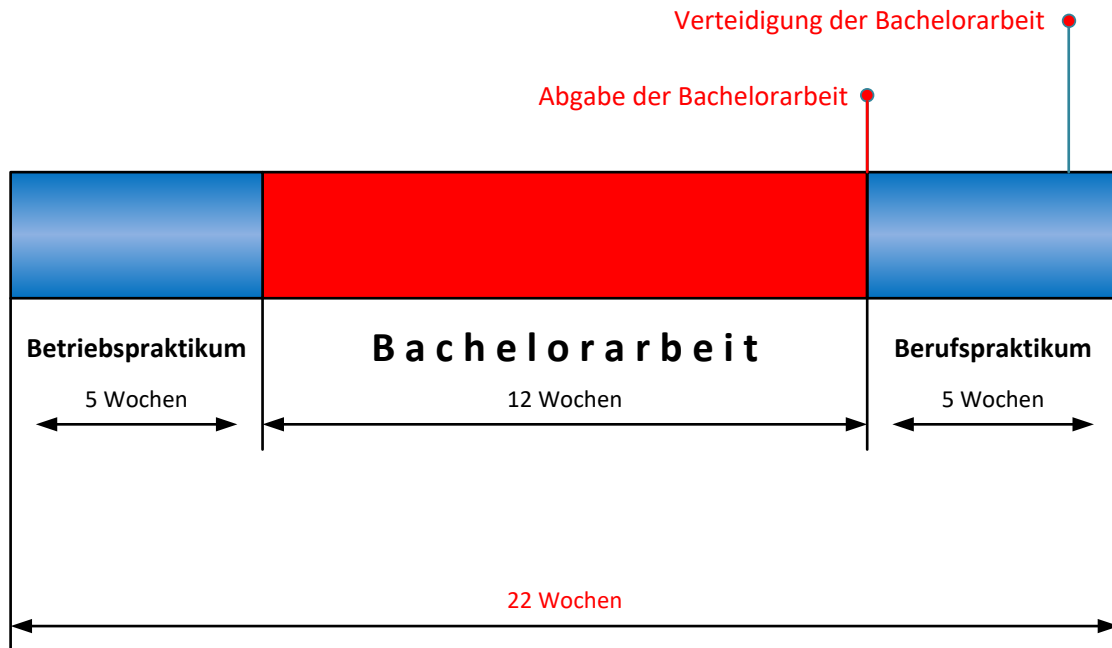 Verteidigung der Bachelorarbeit
Abgabe der Bachelorarbeit
Betriebspraktikum
Bachelorarbeit
Berufspraktikum
5 Wochen
12 Wochen
5 Wochen
22 Wochen